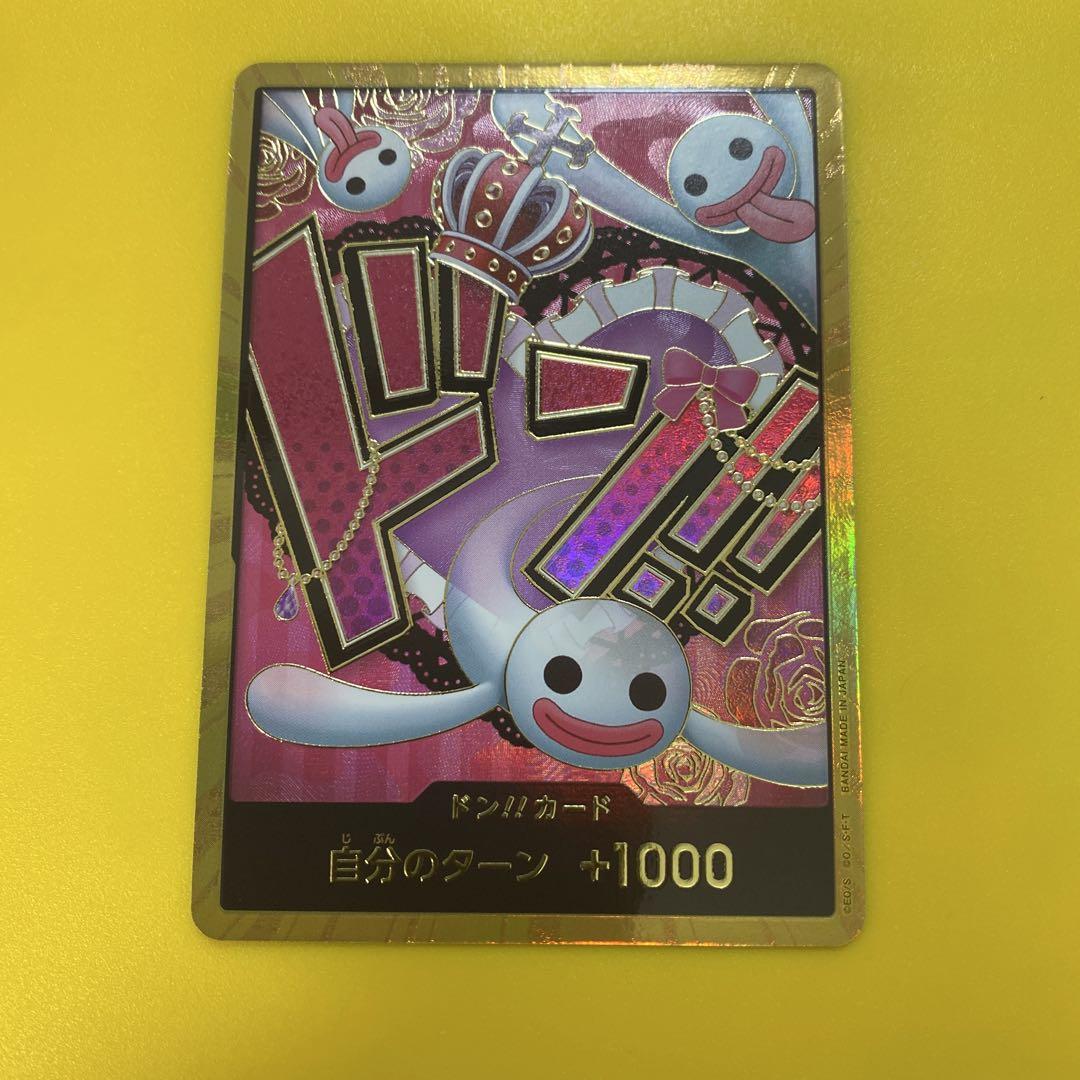 ドン!!
ドン!!カード
自分のターン +1000
じ ぶん
©EO/S ©O/S・F・T BANDAI MADE IN JAPAN